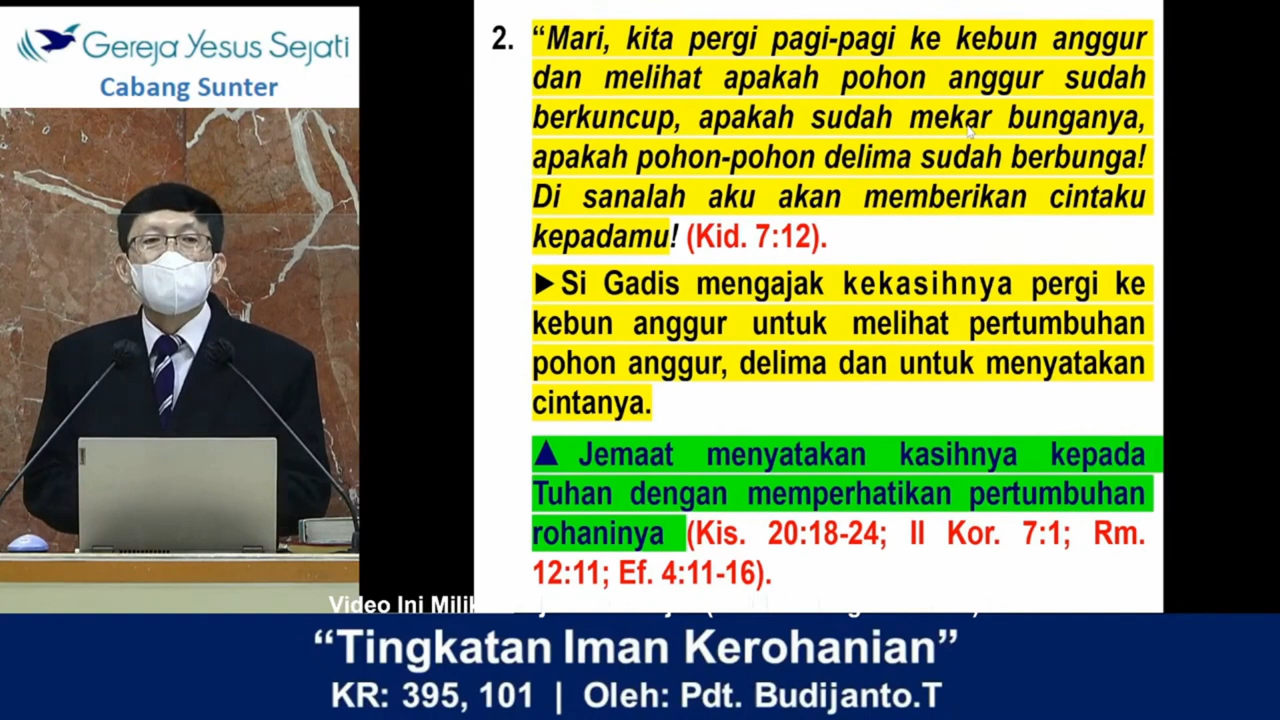 Gereja Yesus Sejati
Cabang Sunter
2. “Mari, kita pergi pagi-pagi ke kebun anggur
dan melihat apakah pohon anggur sudah
berkuncup, apakah sudah mekar bunganya,
apakah pohon-pohon delima sudah berbunga!
Di sanalah aku akan memberikan cintaku
kepadamu! (Kid. 7:12).
►Si Gadis mengajak kekasihnya pergi ke
kebun anggur untuk melihat pertumbuhan
pohon anggur, delima dan untuk menyatakan
cintanya.
▲ Jemaat menyatakan kasihnya kepada
Tuhan dengan memperhatikan pertumbuhan
rohaninya (Kis. 20:18-24; II Kor. 7:1; Rm.
12:11; Ef. 4:11-16).
Video Ini
“Tingkatan Iman Kerohanian”
KR: 395, 101 | Oleh: Pdt. Budijanto.T